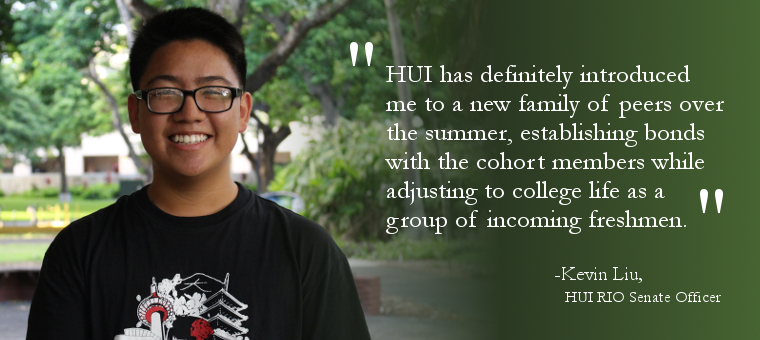 "HUI has definitely introduced
me to a new family of peers over
the summer, establishing bonds
with the cohort members while
adjusting to college life as a
group of incoming freshmen."
-Kevin Liu,
HUI RIO Senate Officer